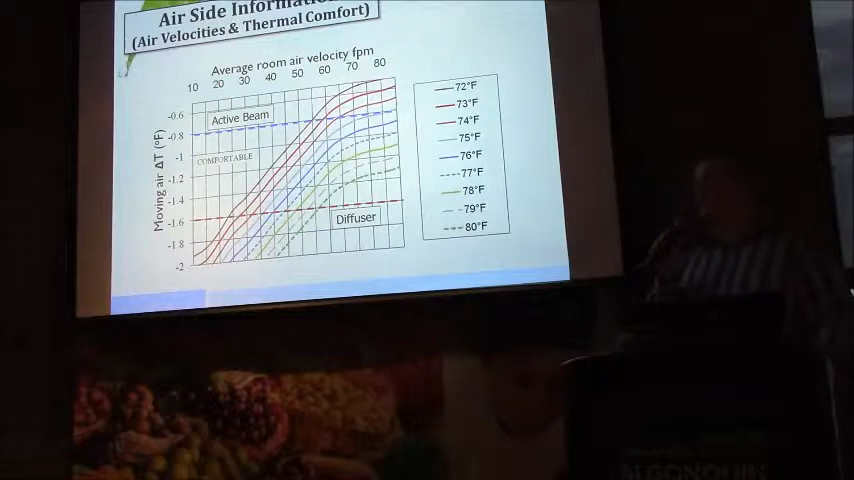 Air Side Informatio
(Air Velocities & Thermal Comfort)
Average room air velocity fpm
10 20 30 40 50 60 70 80
Moving air ΔT (°F)
-0.6
-0.8
-1
-1.2
-1.4
-1.6
-1.8
-2
Active Beam
COMFORTABLE
Diffuser
72°F
73°F
74°F
75°F
76°F
77°F
78°F
79°F
80°F
ALGONQUIN